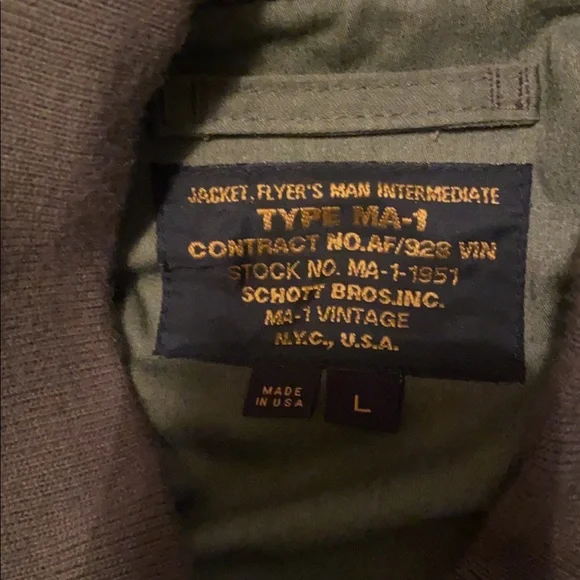 JACKET, FLYER'S MAN INTERMEDIATE
TYPE MA-1
CONTRACT NO.AF/928 VIN
STOCK NO. MA-1-1951
SCHOTT BROS.INC.
MA-1 VINTAGE
N.Y.C., U.S.A.
MADE
IN USA
L